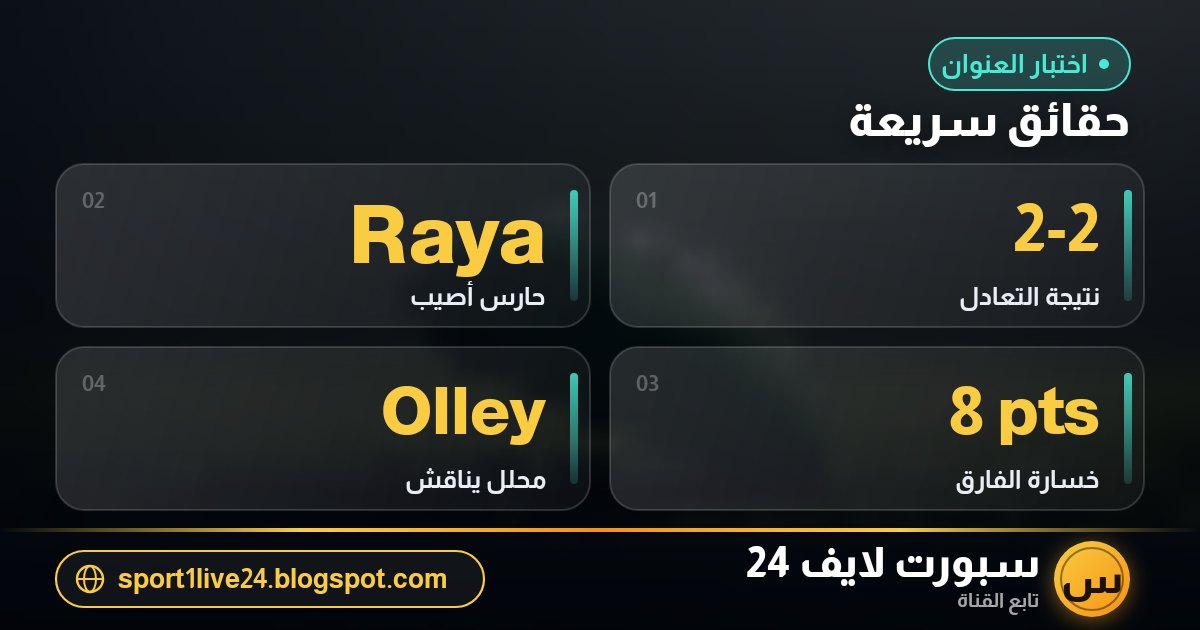 اختبار العنوان
حقائق سريعة
01
2-2
نتيجة التعادل
02
Raya
حارس أصيب
03
8 pts
خسارة الفارق
04
Olley
محلل يناقش
س
سبورت لايف 24
تابع القناة
sport1live24.blogspot.com